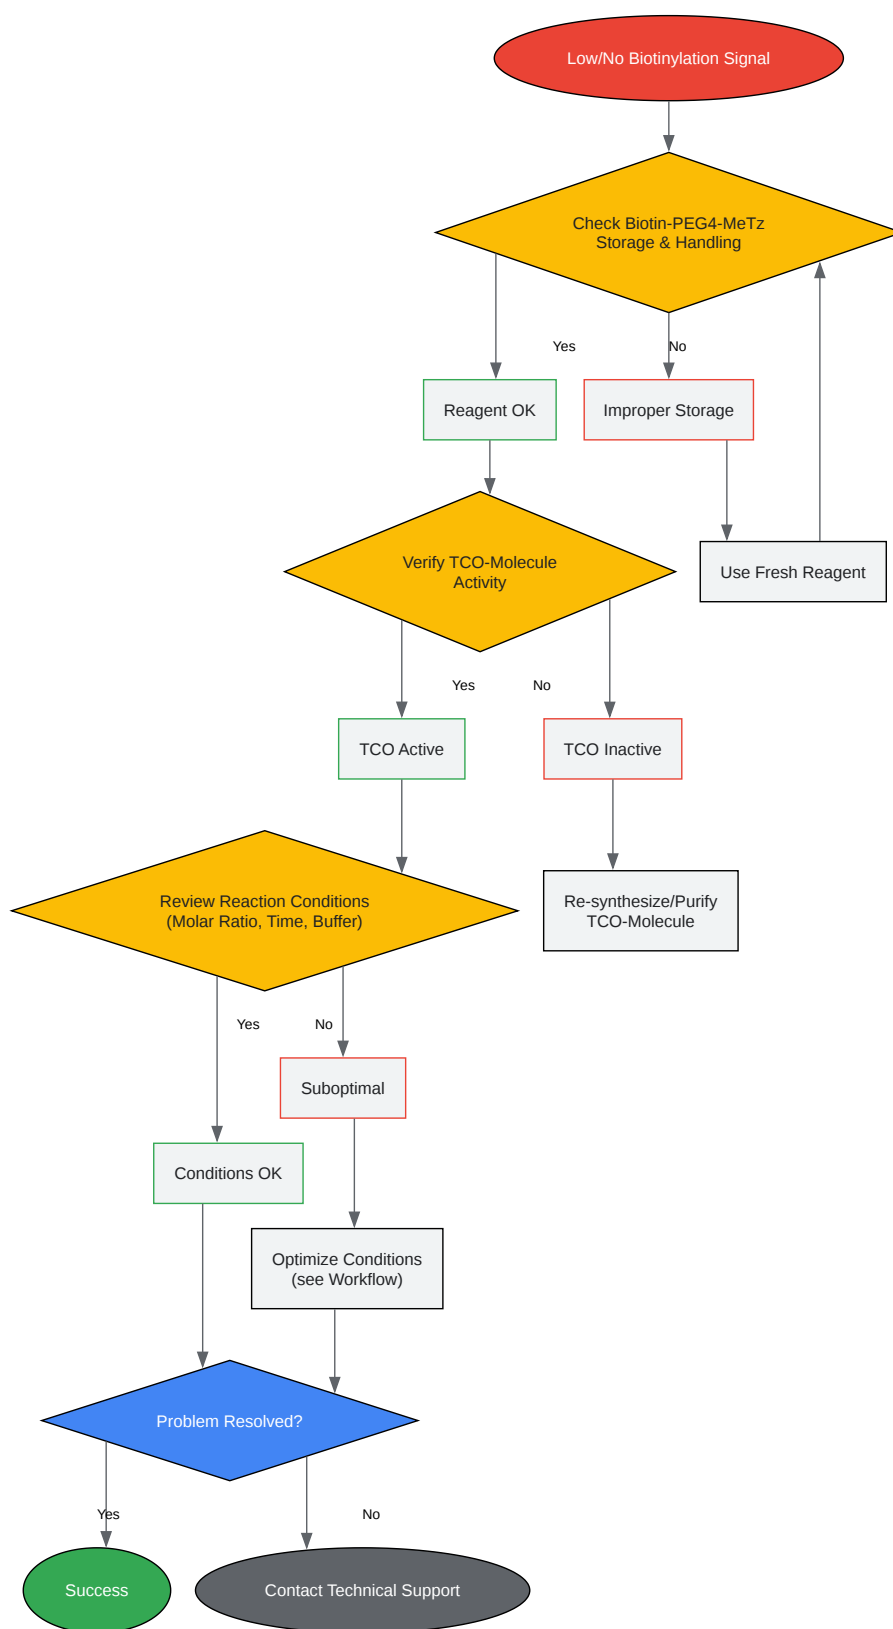 Low/No Biotinylation Signal
Check Biotin-PEG4-MeTz
Storage & Handling
Yes
No
Reagent OK
Improper Storage
Verify TCO-Molecule
Activity
Use Fresh Reagent
Yes
No
TCO Active
TCO Inactive
Review Reaction Conditions
(Molar Ratio, Time, Buffer)
Re-synthesize/Purify
TCO-Molecule
Yes
No
Suboptimal
Conditions OK
Optimize Conditions
(see Workflow)
Problem Resolved?
Yes
No
Success
Contact Technical Support